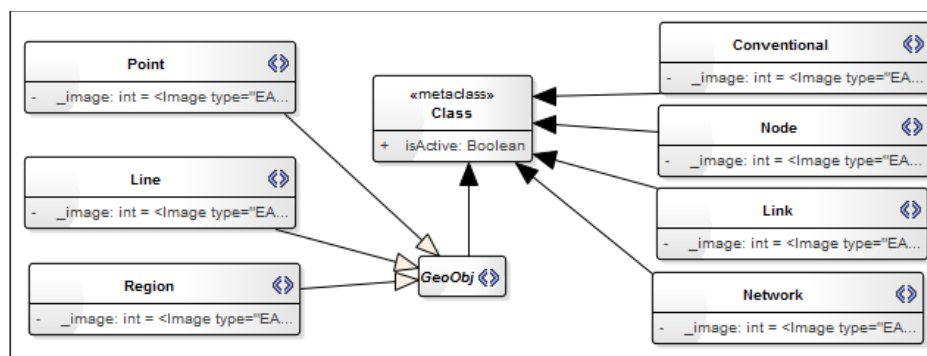 Point
- _image: int = <Image type="EA...
Line
- _image: int = <Image type="EA...
Region
- _image: int = <Image type="EA...
«metaclass»
Class
+ isActive: Boolean
GeoObj
Conventional
- _image: int = <Image type="EA...
Node
- _image: int = <Image type="EA...
Link
- _image: int = <Image type="EA...
Network
- _image: int = <Image type="EA...